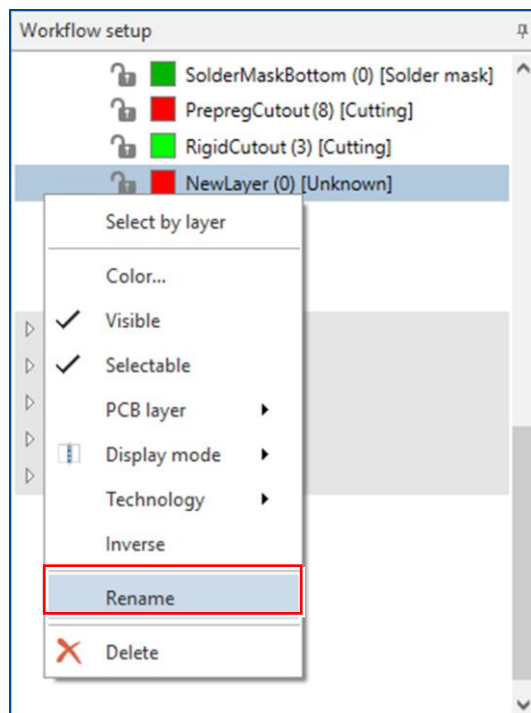 Workflow setup
SolderMaskBottom (0) [Solder mask]
PrepregCutout (8) [Cutting]
RigidCutout (3) [Cutting]
NewLayer (0) [Unknown]
Select by layer
Color...
Visible
Selectable
PCB layer
Display mode
Technology
Inverse
Rename
Delete